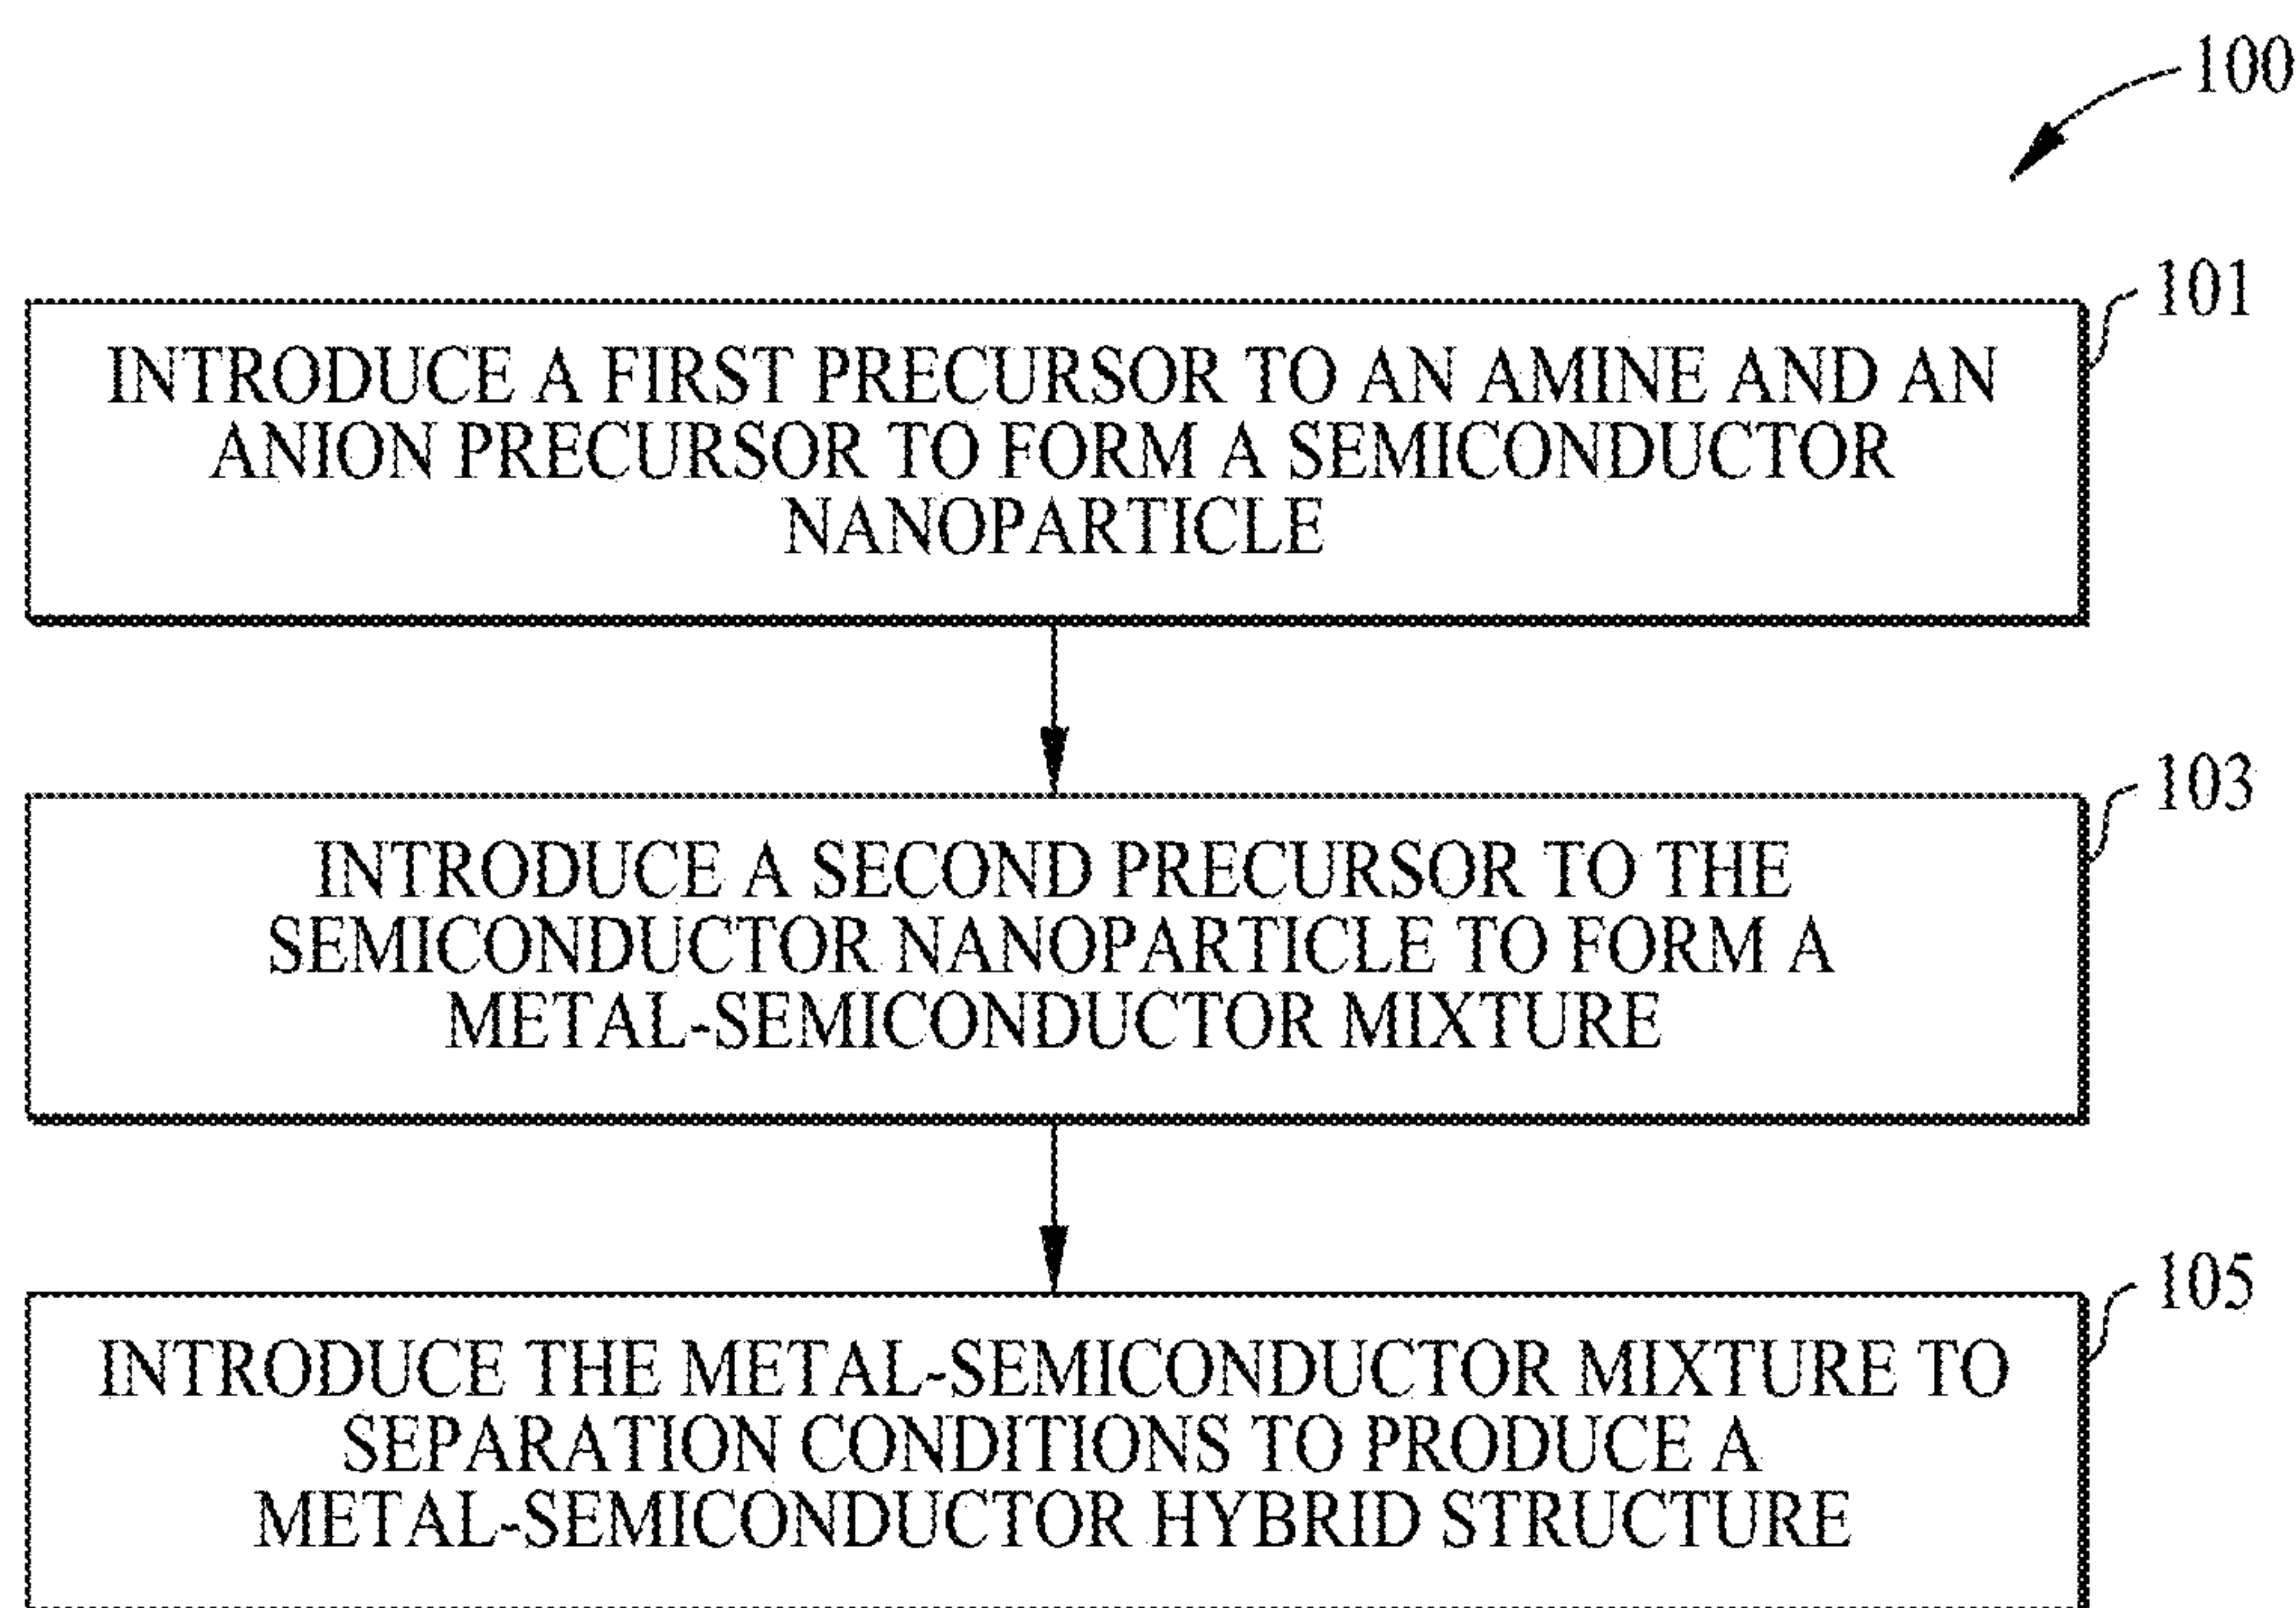 100
101
INTRODUCE A FIRST PRECURSOR TO AN AMINE AND AN
ANION PRECURSOR TO FORM A SEMICONDUCTOR
NANOPARTICLE
103
INTRODUCE A SECOND PRECURSOR TO THE
SEMICONDUCTOR NANOPARTICLE TO FORM A
METAL-SEMICONDUCTOR MIXTURE
105
INTRODUCE THE METAL-SEMICONDUCTOR MIXTURE TO
SEPARATION CONDITIONS TO PRODUCE A
METAL-SEMICONDUCTOR HYBRID STRUCTURE